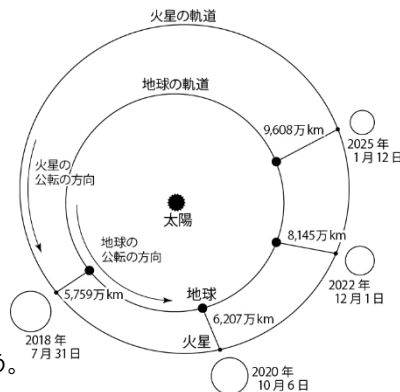 火星の軌道
地球の軌道
9,608万km
2025年
1月12日
火星の
公転の方向
太陽
8,145万km
地球の
公転の方向
2022年
12月1日
地球
5,759万km
6,207万km
火星
2018年
7月31日
2020年
10月6日
う。